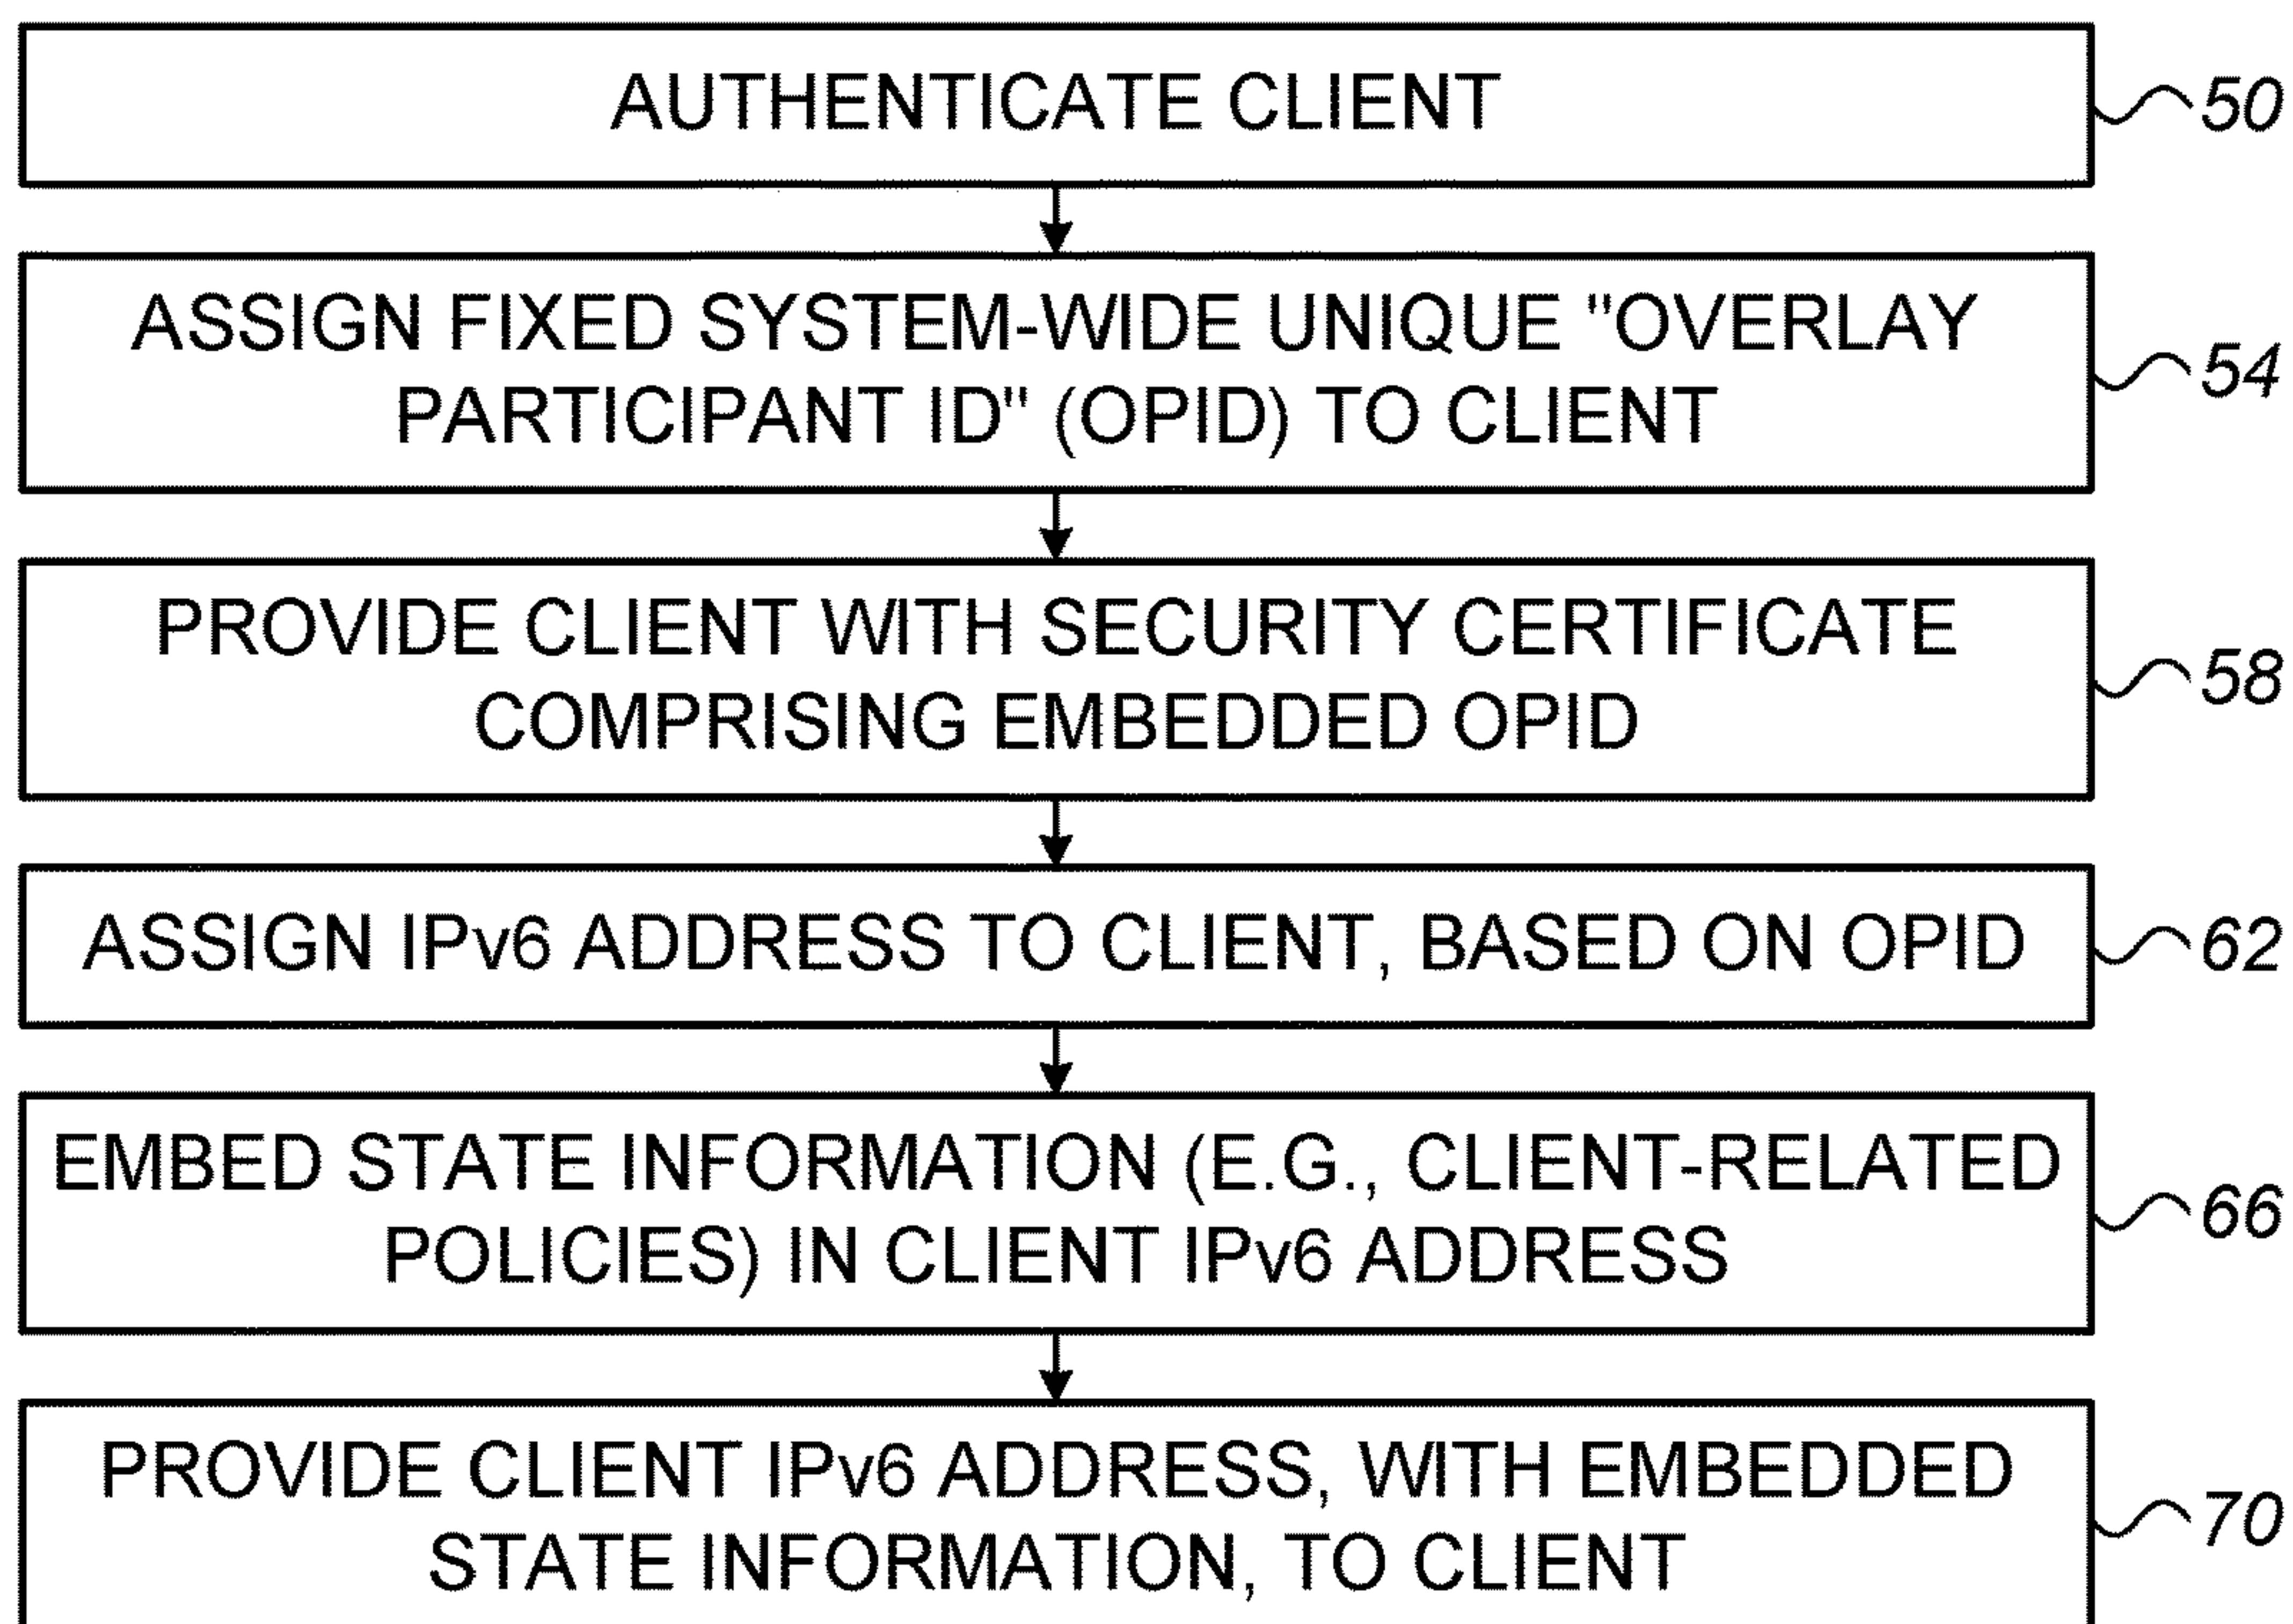 AUTHENTICATE CLIENT
50
ASSIGN FIXED SYSTEM-WIDE UNIQUE "OVERLAY
PARTICIPANT ID" (OPID) TO CLIENT
54
PROVIDE CLIENT WITH SECURITY CERTIFICATE
COMPRISING EMBEDDED OPID
58
ASSIGN IPv6 ADDRESS TO CLIENT, BASED ON OPID
62
EMBED STATE INFORMATION (E.G., CLIENT-RELATED
POLICIES) IN CLIENT IPv6 ADDRESS
66
PROVIDE CLIENT IPv6 ADDRESS, WITH EMBEDDED
STATE INFORMATION, TO CLIENT
70